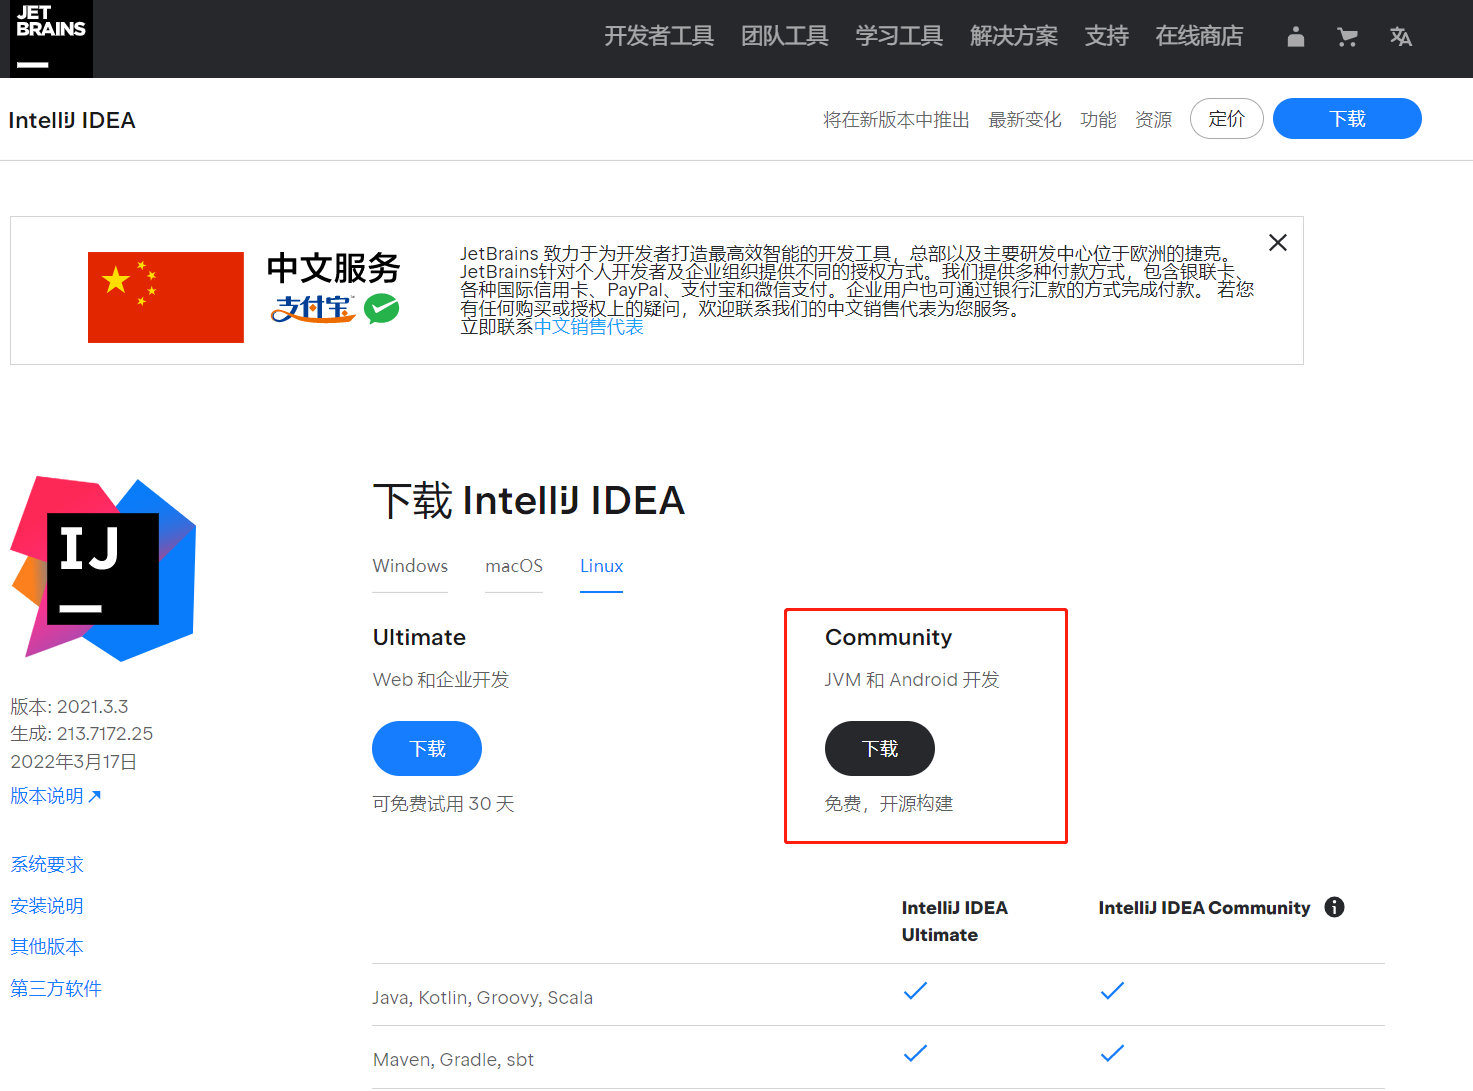 JET
BRAINS
开发者工具 团队工具 学习工具 解决方案 支持 在线商店
IntelliJ IDEA
将在新版本中推出 最新变化 功能 资源 定价 下载
中文服务
支付宝
JetBrains 致力于为开发者打造最高效智能的开发工具，总部以及主要研发中心位于欧洲的捷克。
JetBrains针对个人开发者及企业组织提供不同的授权方式。我们提供多种付款方式，包含银联卡、
各种国际信用卡、PayPal、支付宝和微信支付。企业用户也可通过银行汇款的方式完成付款。 若您
有任何购买或授权上的疑问，欢迎联系我们的中文销售代表为您服务。
立即联系中文销售代表
IJ
版本: 2021.3.3
生成: 213.7172.25
2022年3月17日
版本说明
系统要求
安装说明
其他版本
第三方软件
下载 IntelliJ IDEA
Windows macOS Linux
Ultimate
Web 和企业开发
下载
可免费试用 30 天
Community
JVM 和 Android 开发
下载
免费，开源构建
IntelliJ IDEA
Ultimate
IntelliJ IDEA Community
Java, Kotlin, Groovy, Scala
Maven, Gradle, sbt